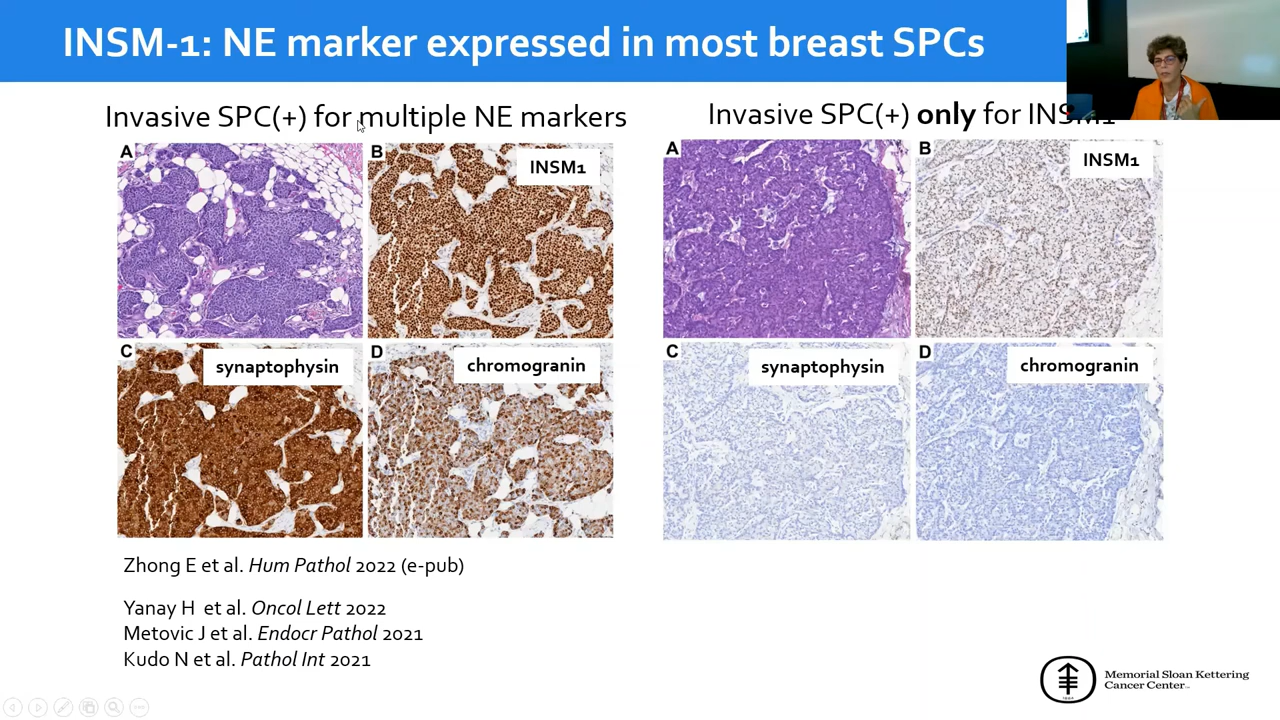 INSM-1: NE marker expressed in most breast SPCs
Invasive SPC(+) for multiple NE markers
Invasive SPC(+) only for INSM1
A
B
INSM1
C
synaptophysin
D
chromogranin
A
B
INSM1
C
synaptophysin
D
chromogranin
Zhong E et al. Hum Pathol 2022 (e-pub)
Yanay H et al. Oncol Lett 2022
Metovic J et al. Endocr Pathol 2021
Kudo N et al. Pathol Int 2021
Memorial Sloan Kettering
Cancer Center